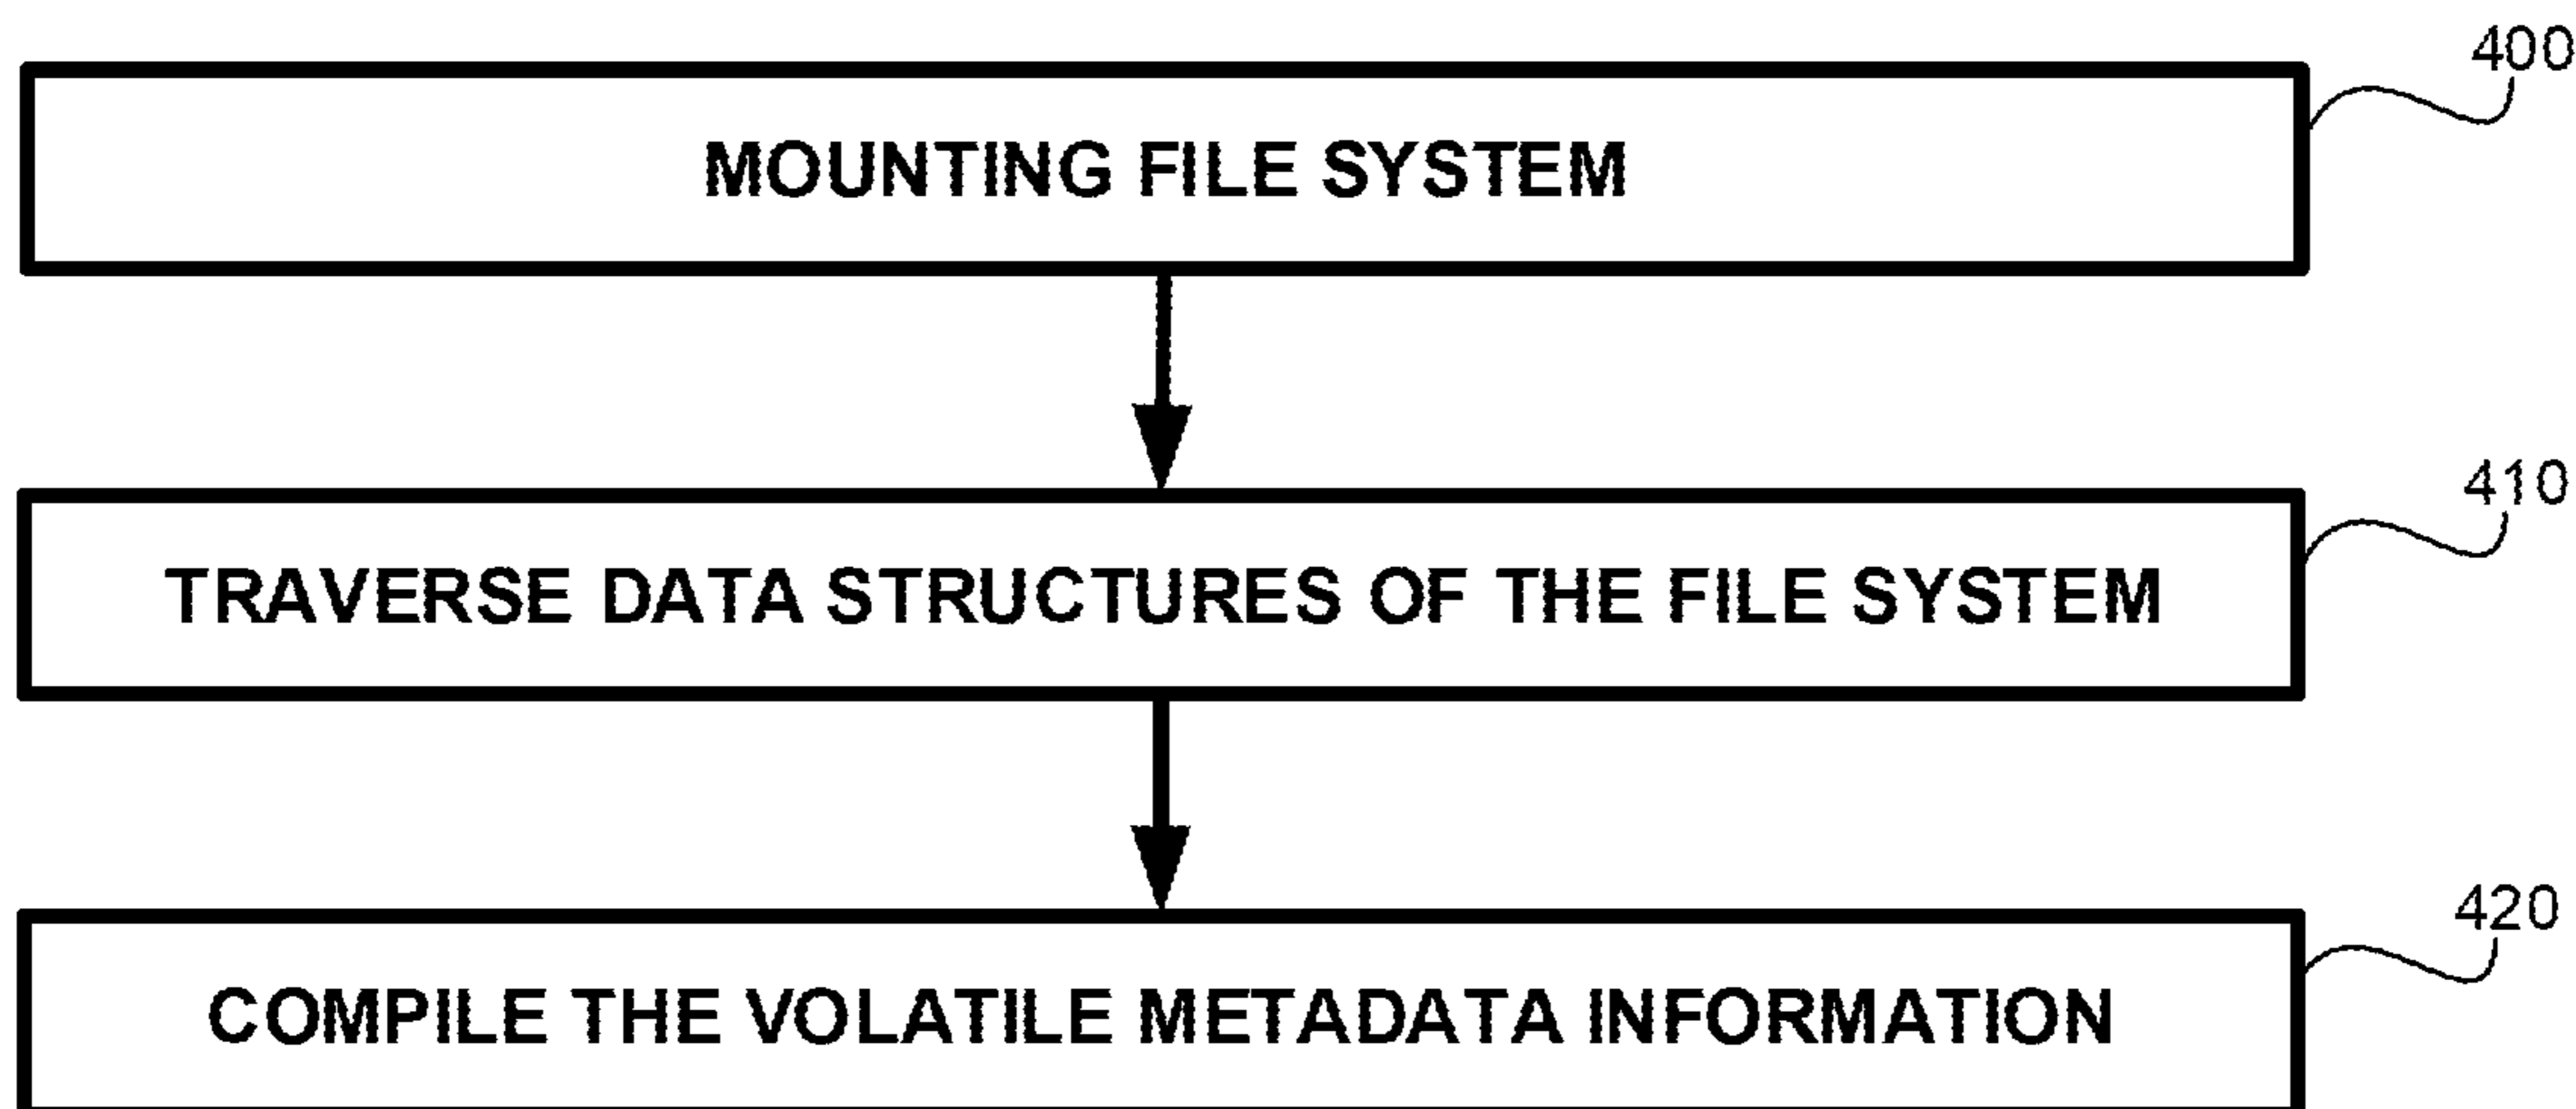 400
MOUNTING FILE SYSTEM
410
TRAVERSE DATA STRUCTURES OF THE FILE SYSTEM
420
COMPILE THE VOLATILE METADATA INFORMATION